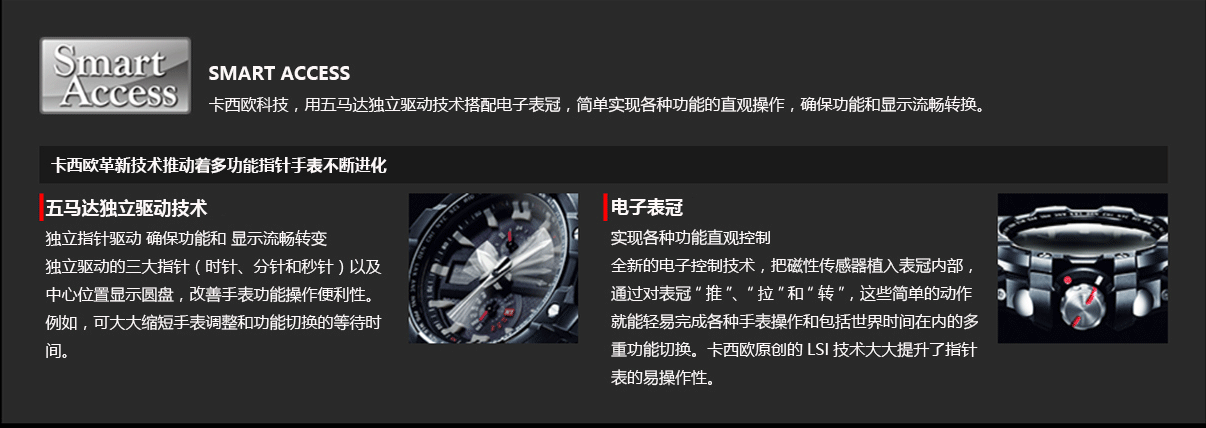 Smart
Access
SMART ACCESS
卡西欧科技，用五马达独立驱动技术搭配电子表冠，简单实现各种功能的直观操作，确保功能和显示流畅转换。
卡西欧革新技术推动着多功能指针手表不断进化
五马达独立驱动技术
独立指针驱动 确保功能和 显示流畅转变
独立驱动的三大指针（时针、分针和秒针）以及
中心位置显示圆盘，改善手表功能操作便利性。
例如，可大大缩短手表调整和功能切换的等待时
间。
电子表冠
实现各种功能直观控制
全新的电子控制技术，把磁性传感器植入表冠内部，
通过对表冠“推”、“拉”和“转”，这些简单的动作
就能轻易完成各种手表操作和包括世界时间在内的多
重功能切换。卡西欧原创的 LSI 技术大大提升了指针
表的易操作性。